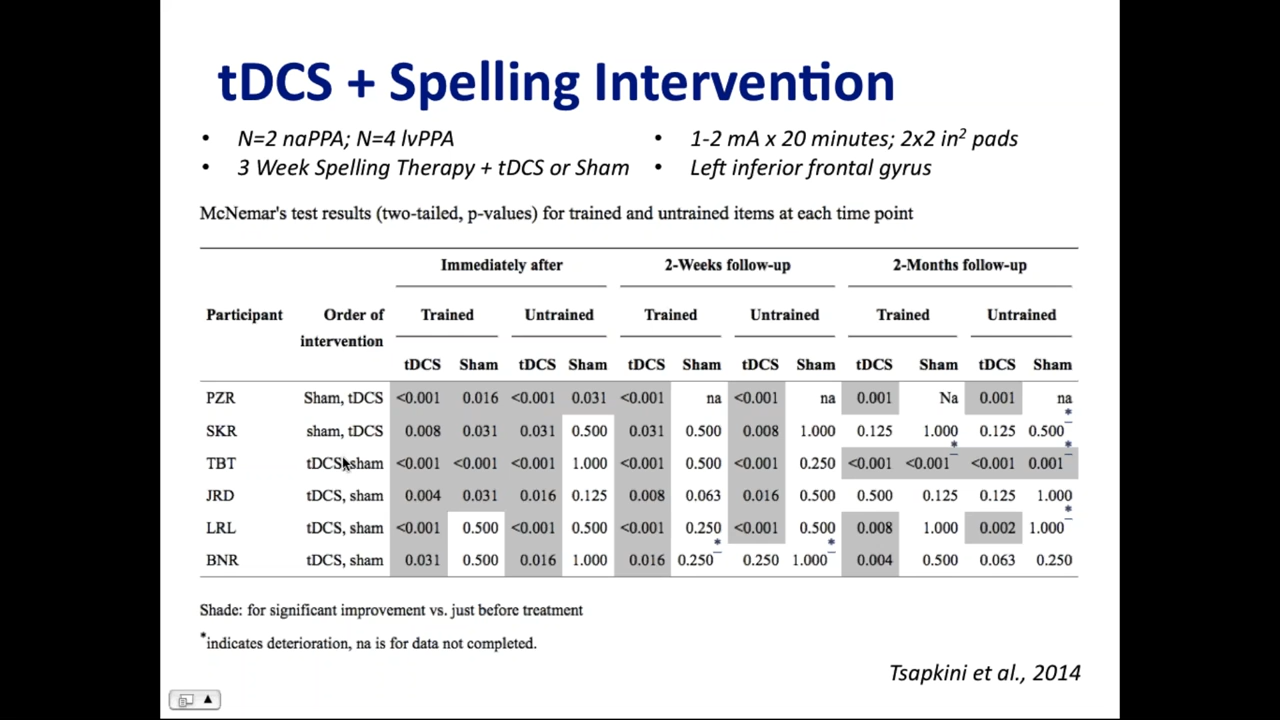 tDCS + Spelling Intervention
• N=2 naPPA; N=4 lvPPA
• 3 Week Spelling Therapy + tDCS or Sham
• 1-2 mA x 20 minutes; 2x2 in² pads
• Left inferior frontal gyrus
McNemar's test results (two-tailed, p-values) for trained and untrained items at each time point
Immediately after 2-Weeks follow-up 2-Months follow-up
Participant Order of intervention Trained Untrained Trained Untrained Trained Untrained
tDCS Sham tDCS Sham tDCS Sham tDCS Sham tDCS Sham tDCS Sham
PZR Sham, tDCS <0.001 0.016 <0.001 0.031 <0.001 na <0.001 na 0.001 Na 0.001 na
SKR sham, tDCS 0.008 0.031 0.031 0.500 0.031 0.500 0.008 1.000 0.125 1.000 0.125 0.500*
TBT tDCS, sham <0.001 <0.001 <0.001 1.000 <0.001 0.500 <0.001 0.250 <0.001 <0.001* <0.001 0.001*
JRD tDCS, sham 0.004 0.031 0.016 0.125 0.008 0.063 0.016 0.500 0.500 0.125 0.125 1.000
LRL tDCS, sham <0.001 0.500 <0.001 0.500 <0.001 0.250 <0.001 0.500 0.008 1.000 0.002 1.000*
BNR tDCS, sham 0.031 0.500 0.016 1.000 0.016 0.250* 0.250 1.000* 0.004 0.500 0.063 0.250
Shade: for significant improvement vs. just before treatment
*indicates deterioration, na is for data not completed.
Tsapkini et al., 2014